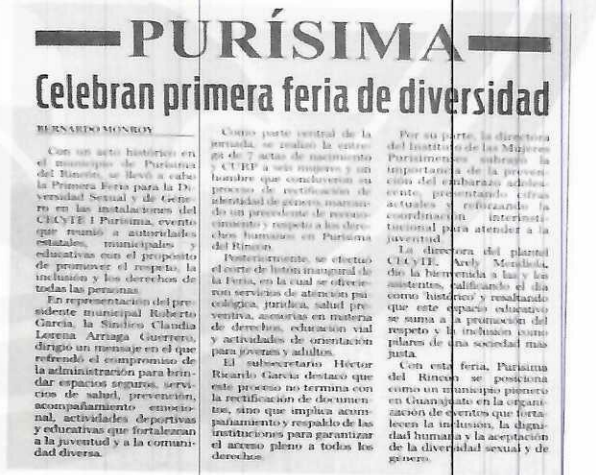 PURÍSIMA
Celebran primera feria de diversidad
BERNARDO MONROY
Con un acto histórico en
el municipio de Purísima
del Rincón, se llevó a cabo
la Primera Feria para la Di-
versidad Sexual y de Géne-
ro en las instalaciones del
CECyTE I Purísima, evento
que reunió a autoridades
estatales, municipales y
educativas con el propósito
de promover el respeto, la
inclusión y los derechos de
todas las personas.
En representación del pre-
sidente municipal Roberto
García, la Síndico Claudia
Lorena Arriaga Guerrero,
dirigió un mensaje en el que
refrendó el compromiso de
la administración para brin-
dar espacios seguros, servi-
cios de salud, prevención,
acompañamiento emocio-
nal, actividades deportivas
y educativas que fortalezcan
a la juventud y a la comuni-
dad diversa.
Como parte central de la
jornada, se realizó la entre-
ga de 7 actas de nacimiento
y CURP a seis mujeres y un
hombre que concluyeron su
proceso de rectificación de
identidad de género, marcan-
do un precedente de recono-
cimiento y respeto a los dere-
chos humanos en Purísima
del Rincón.
Posteriormente, se efectuó
el corte de listón inaugural de
la Feria, en la cual se ofrecie-
ron servicios de atención psi-
cológica, jurídica, salud pre-
ventiva, asesorías en materia
de derechos, educación vial
y actividades de orientación
para jóvenes y adultos.
El subsecretario Héctor
Ricardo García destacó que
este proceso no termina con
la rectificación de documen-
tos, sino que implica acom-
pañamiento y respaldo de las
instituciones para garantizar
el acceso pleno a todos los
derechos.
Por su parte, la directora
del Instituto de las Mujeres
Purisimenses subrayó la
importancia de la preven-
ción del embarazo adoles-
cente, presentando cifras
actuales y reforzando la
coordinación interinsti-
tucional para atender a la
juventud.
La directora del plantel
CECyTE, Arely
dio la bienvenida a las y los
asistentes, calificando el día
como 'histórico' y resaltando
que este espacio educativo
se suma a la promoción del
respeto y la inclusión como
pilares de una sociedad más
justa.
Con esta feria, Purísima
del Rincón se posiciona
como un municipio pionero
en Guanajuato en la organi-
zación de eventos que forta-
lecen la inclusión, la digni-
dad humana y la aceptación
de la diversidad sexual y de
género.